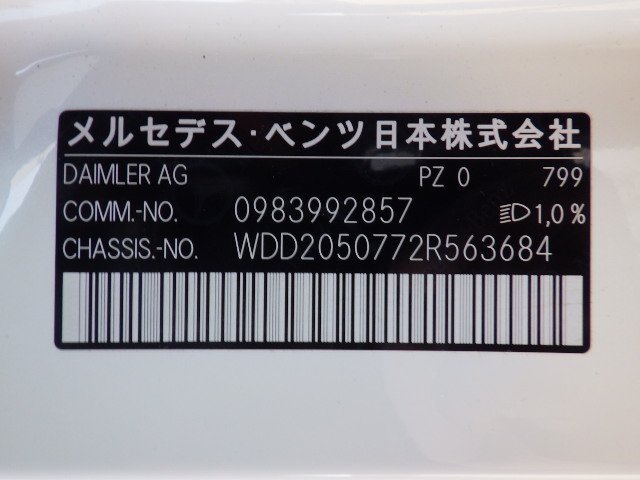 メルセデス・ベンツ日本株式会社
DAIMLER AG PZ 0 799
COMM.-NO. 0983992857 1,0%
CHASSIS.-NO. WDD2050772R563684